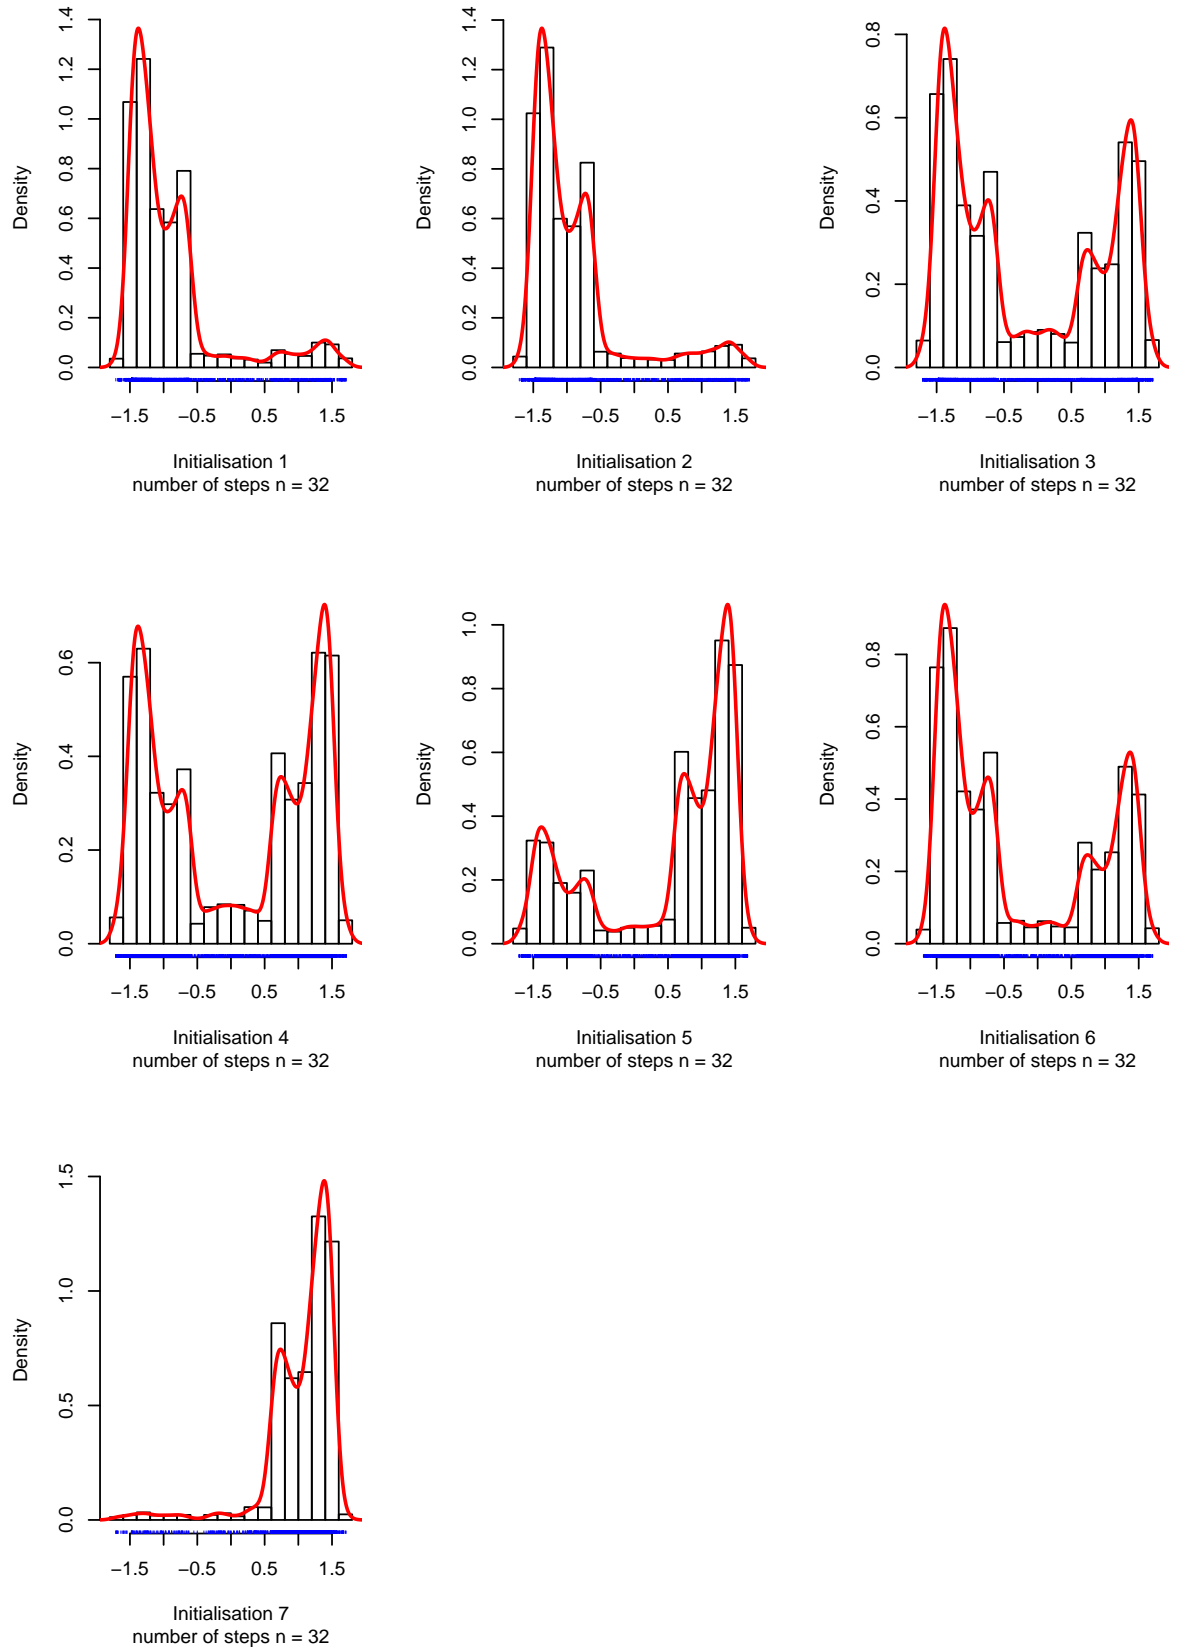 Density
0.0 0.2 0.4 0.6 0.8 1.0 1.2 1.4
−1.5 −0.5 0.5 1.5
Initialisation 1
number of steps n = 32
Density
0.0 0.2 0.4 0.6 0.8 1.0 1.2 1.4
−1.5 −0.5 0.5 1.5
Initialisation 2
number of steps n = 32
Density
0.0 0.2 0.4 0.6 0.8
−1.5 −0.5 0.5 1.5
Initialisation 3
number of steps n = 32
Density
0.0 0.2 0.4 0.6
−1.5 −0.5 0.5 1.5
Initialisation 4
number of steps n = 32
Density
0.0 0.2 0.4 0.6 0.8 1.0
−1.5 −0.5 0.5 1.5
Initialisation 5
number of steps n = 32
Density
0.0 0.2 0.4 0.6 0.8
−1.5 −0.5 0.5 1.5
Initialisation 6
number of steps n = 32
Density
0.0 0.5 1.0 1.5
−1.5 −0.5 0.5 1.5
Initialisation 7
number of steps n = 32